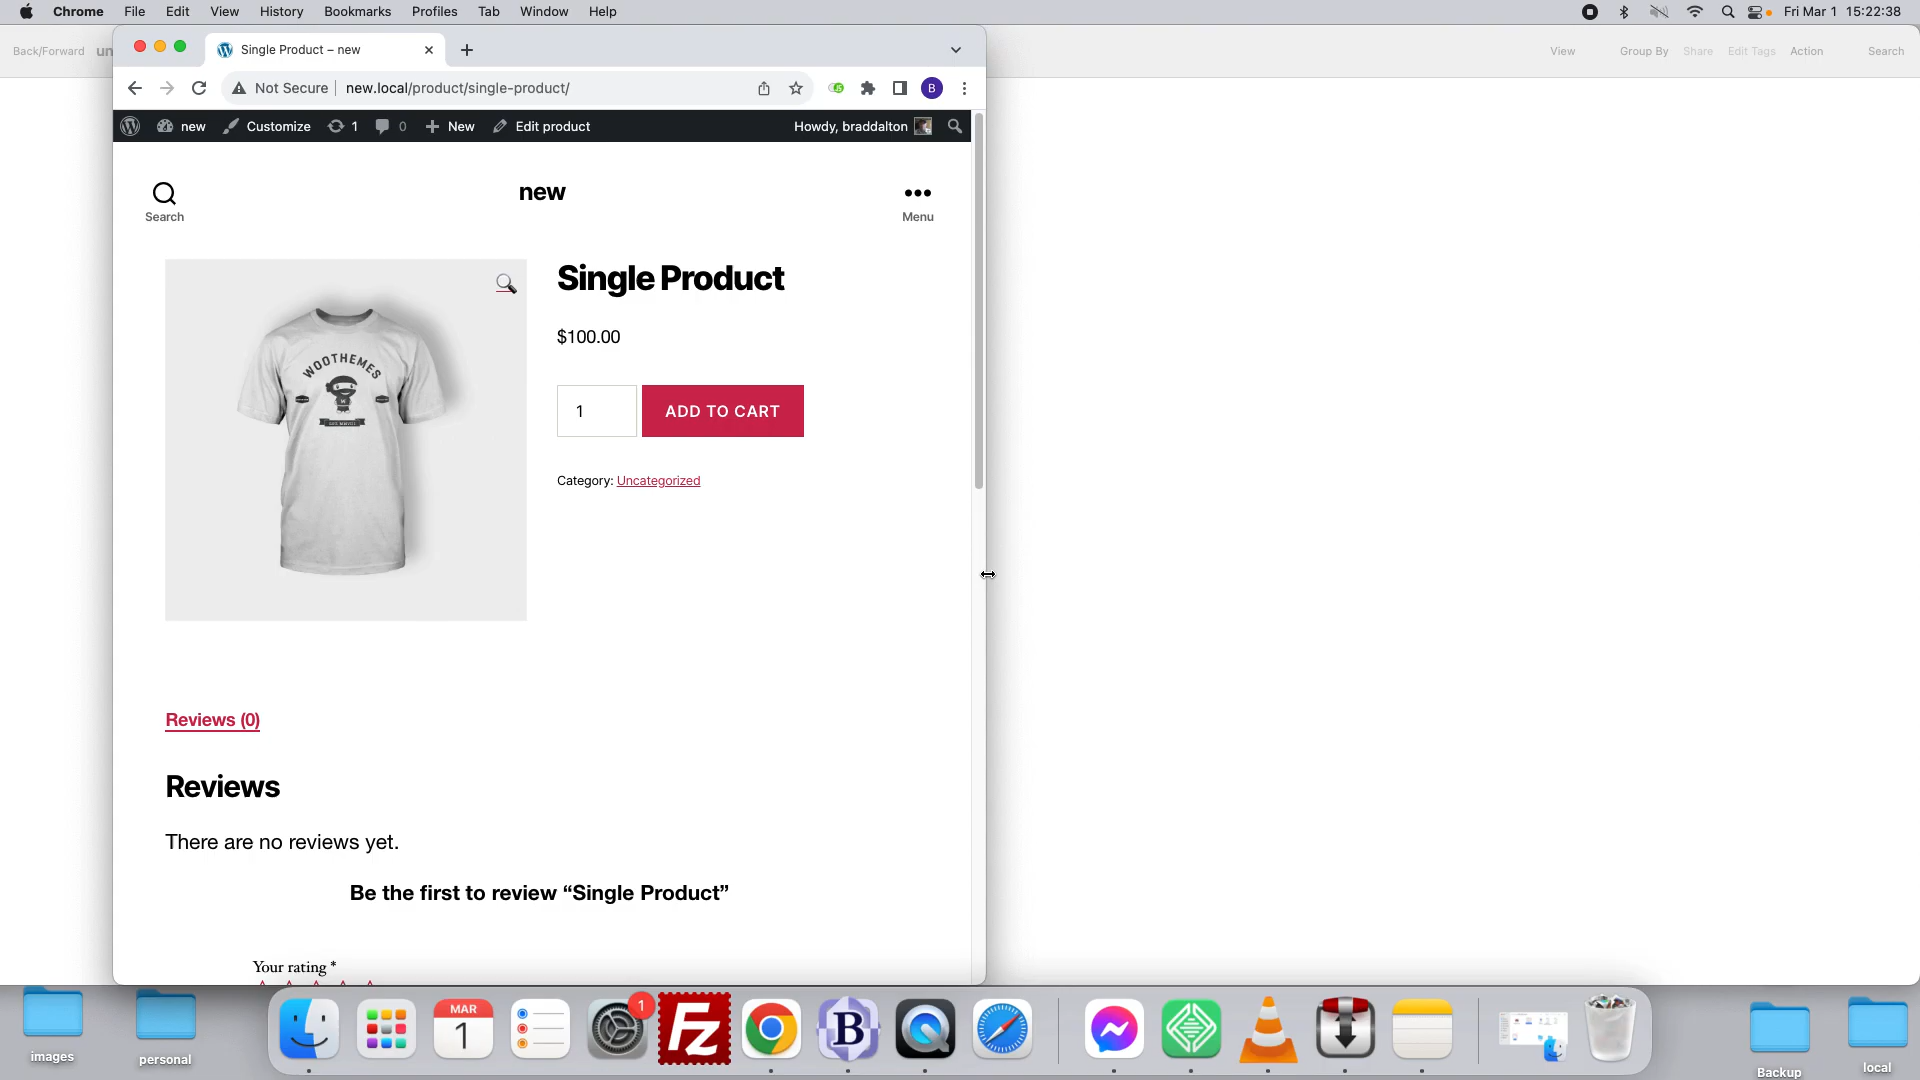 Chrome File Edit View History Bookmarks Profiles Tab Window Help
Fri Mar 1 15:22:38
Back/Forward un
View Group By Share Edit Tags Action Search
Single Product – new
Not Secure new.local/product/single-product/
B
new Customize 1 0 New Edit product Howdy, braddalton
Search
new
Menu
Single Product
$100.00
WOOTHEMES
1 ADD TO CART
Category: Uncategorized
Reviews (0)
Reviews
There are no reviews yet.
Be the first to review “Single Product”
Your rating *
MAR
1
1
Fz
B
images
personal
Backup
local